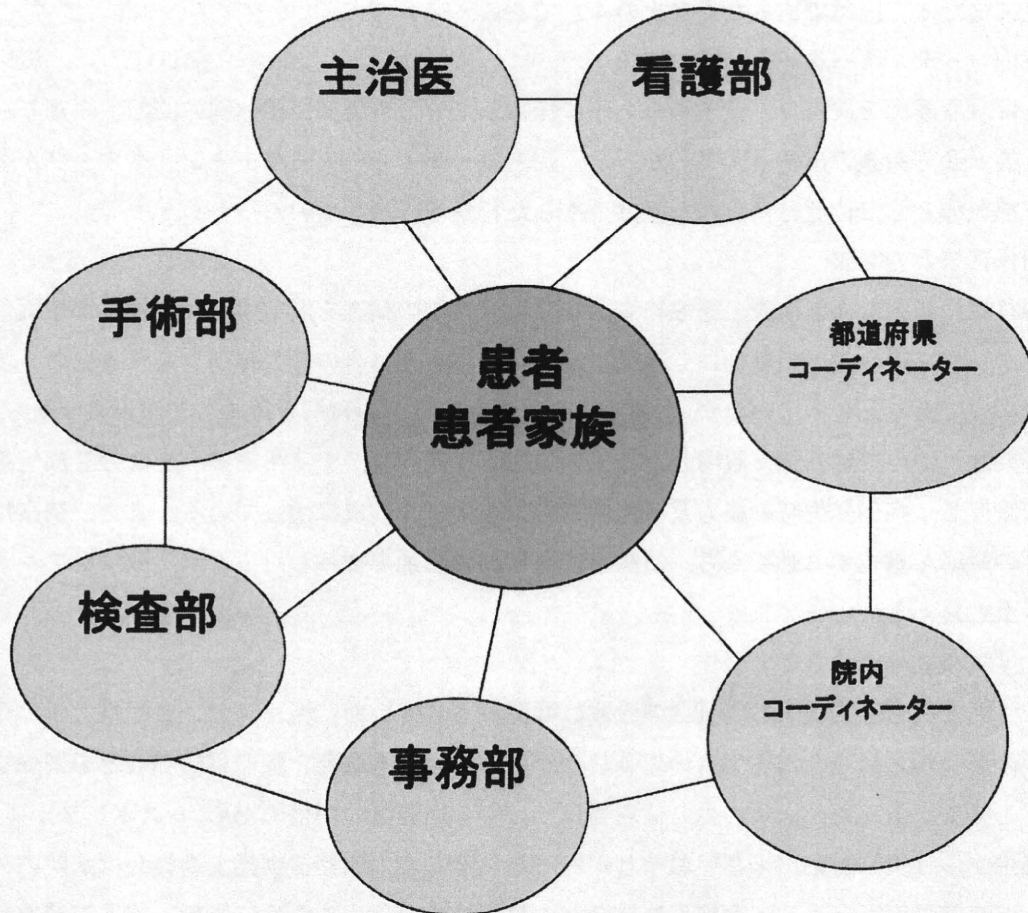 主治医
看護部
手術部
患者
患者家族
都道府県
コーディネーター
検査部
院内
コーディネーター
事務部